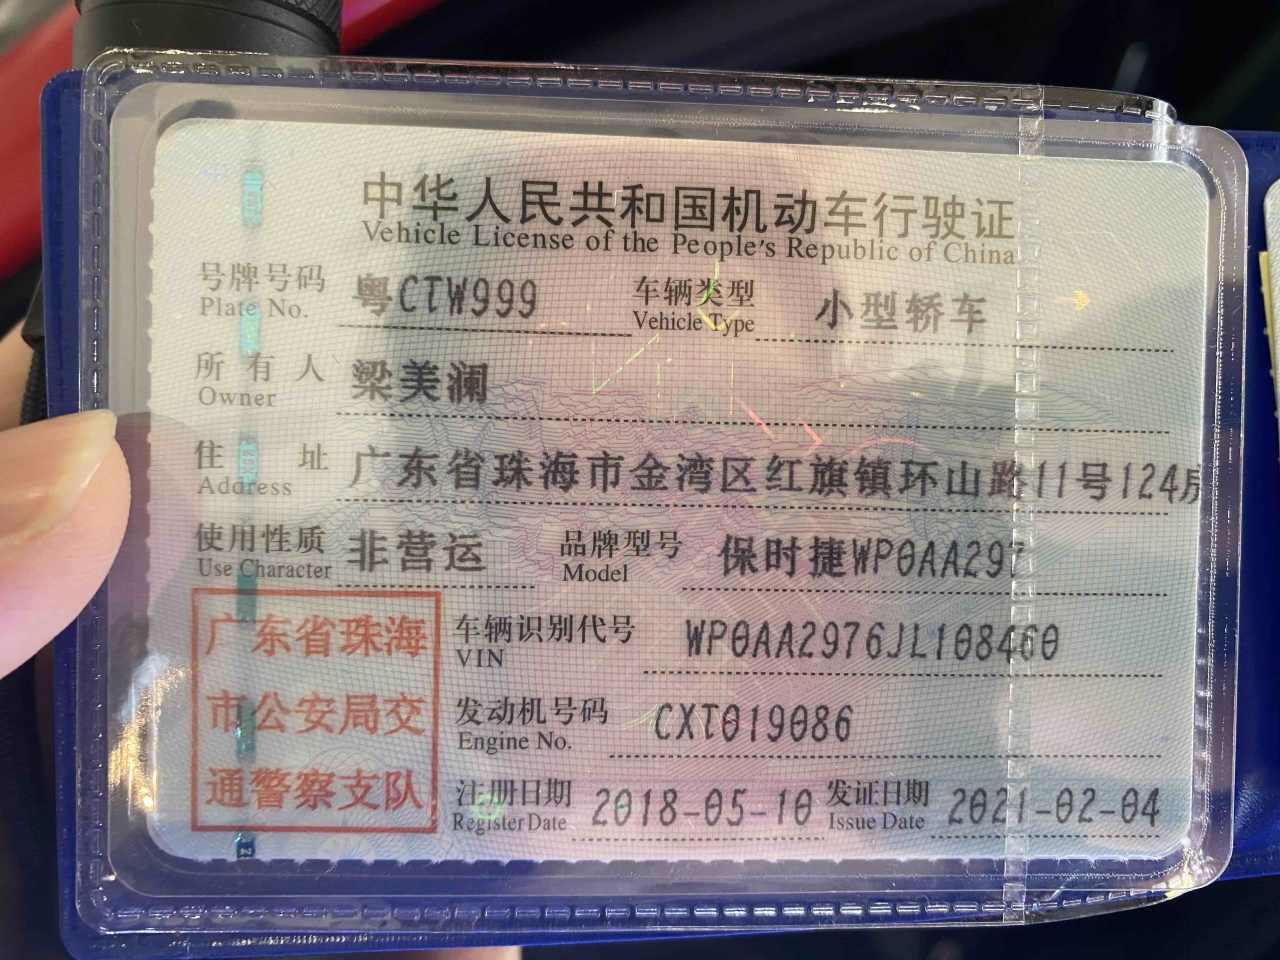 中华人民共和国机动车行驶证
Vehicle License of the People's Republic of China
号牌号码 粤CTW999 车辆类型 小型轿车
Plate No. Vehicle Type
所有人 梁美澜
Owner
住址 广东省珠海市金湾区红旗镇环山路11号124房
Address
使用性质 非营运 品牌型号 保时捷WP0AA297
Use Character Model
广东省珠海
市公安局交
通警察支队
车辆识别代号 WP0AA2976JL108460
VIN
发动机号码 CXT019086
Engine No.
注册日期 2018-05-10 发证日期 2021-02-04
Register Date Issue Date